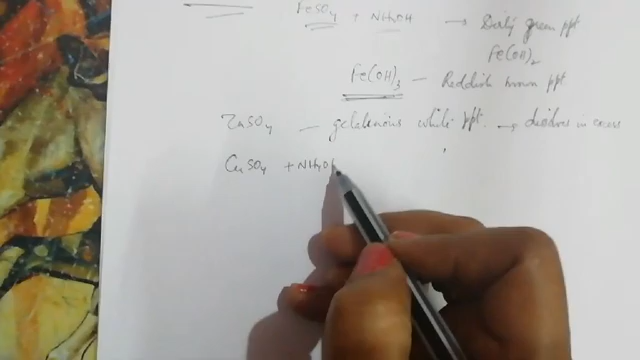 FeSO4 + NH4OH → Dirty green ppt
Fe(OH)2
Fe(OH)3 — Reddish brown ppt
ZnSO4 — gelatenous white ppt. → dissolves in excess
CuSO4 + NH4OH